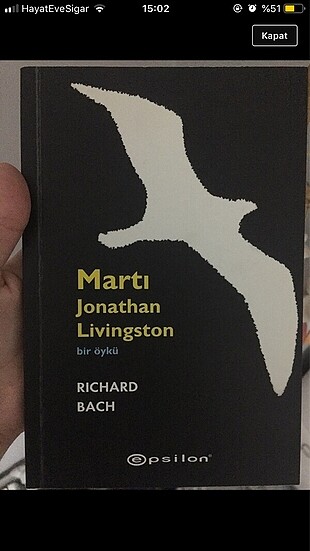 HayatEveSigar
15:02
%51
Kapat
Martı
Jonathan
Livingston
bir öykü
RICHARD
BACH
epsilon®